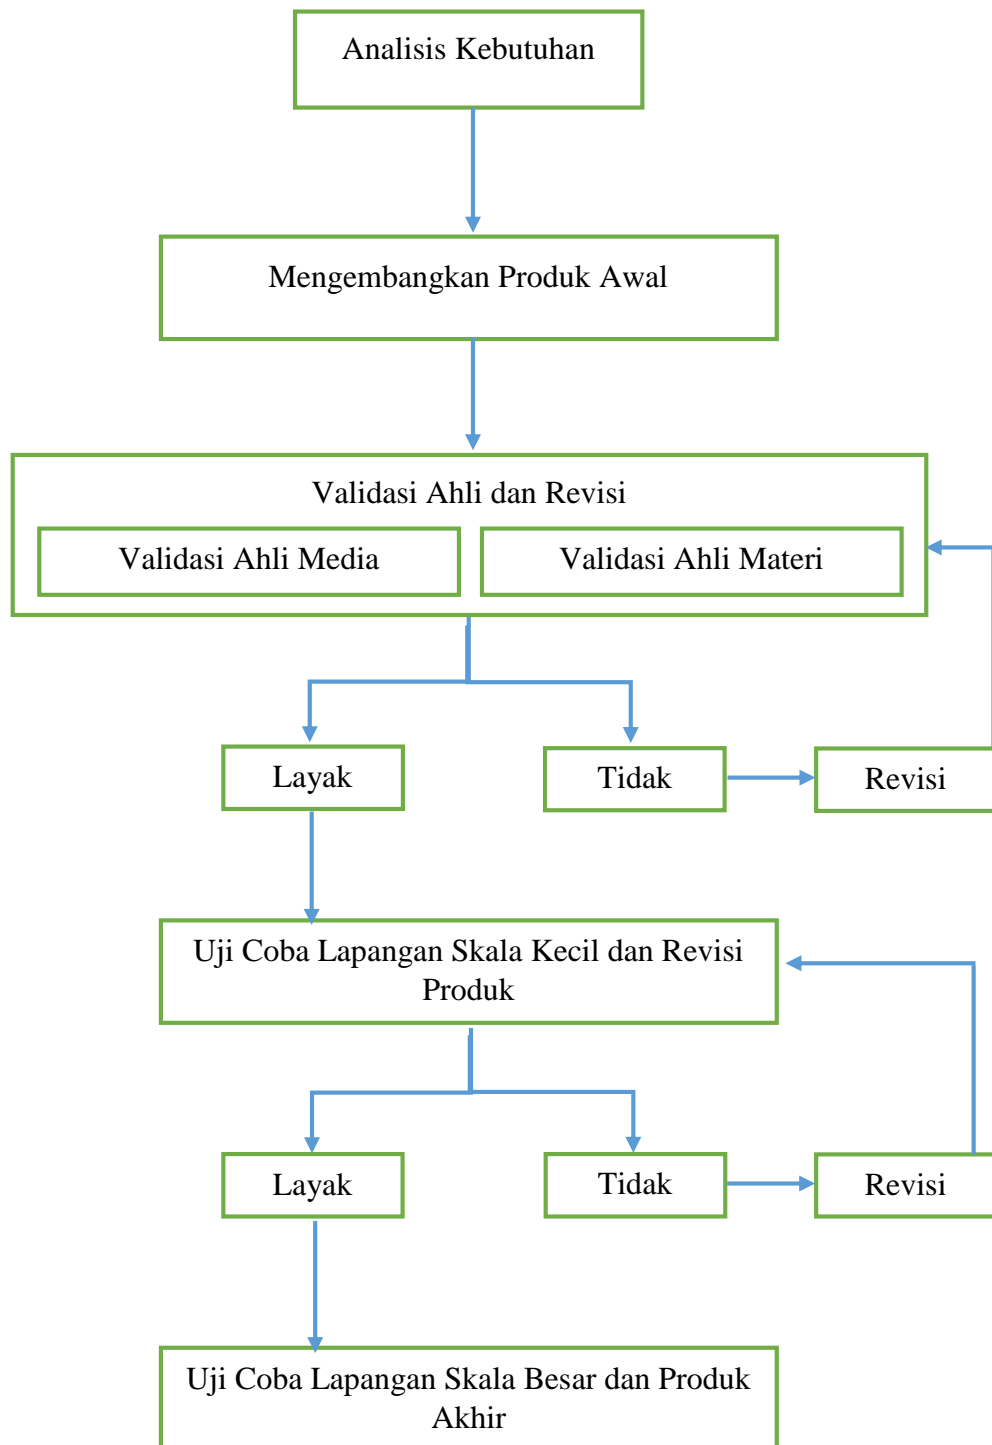 Analisis Kebutuhan
Mengembangkan Produk Awal
Validasi Ahli dan Revisi
Validasi Ahli Media
Validasi Ahli Materi
Layak
Tidak
Revisi
Uji Coba Lapangan Skala Kecil dan Revisi
Produk
Layak
Tidak
Revisi
Uji Coba Lapangan Skala Besar dan Produk
Akhir